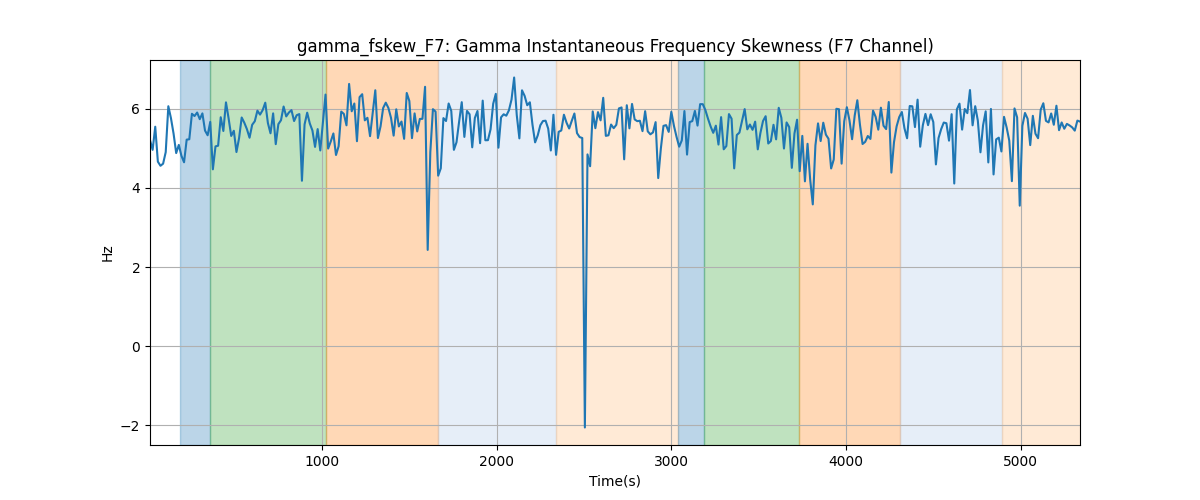 gamma_fskew_F7: Gamma Instantaneous Frequency Skewness (F7 Channel)
6
4
2
0
−2
Hz
1000 2000 3000 4000 5000
Time(s)